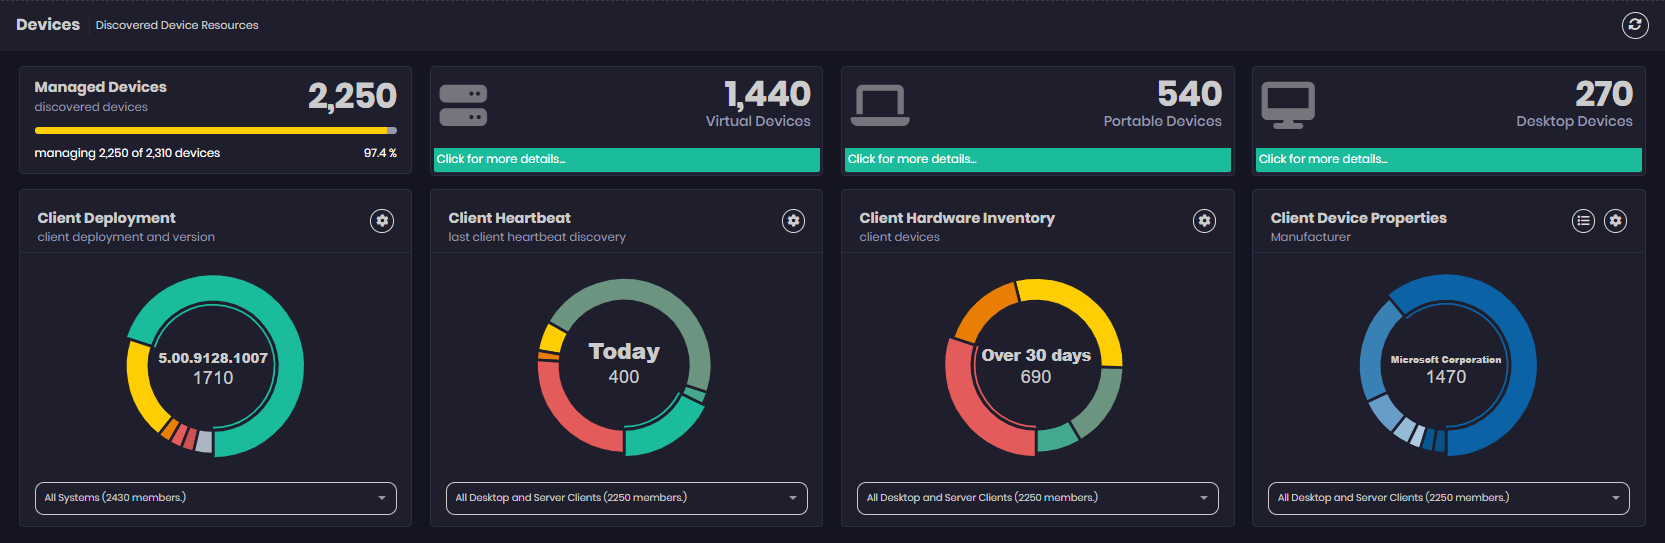 Devices Discovered Device Resources
Managed Devices
discovered devices
2,250
managing 2,250 of 2,310 devices 97.4 %
1,440
Virtual Devices
Click for more details...
540
Portable Devices
Click for more details...
270
Desktop Devices
Click for more details...
Client Deployment
client deployment and version
5.00.9128.1007
1710
All Systems (2430 members.)
Client Heartbeat
last client heartbeat discovery
Today
400
All Desktop and Server Clients (2250 members.)
Client Hardware Inventory
client devices
Over 30 days
690
All Desktop and Server Clients (2250 members.)
Client Device Properties
Manufacturer
Microsoft Corporation
1470
All Desktop and Server Clients (2250 members.)